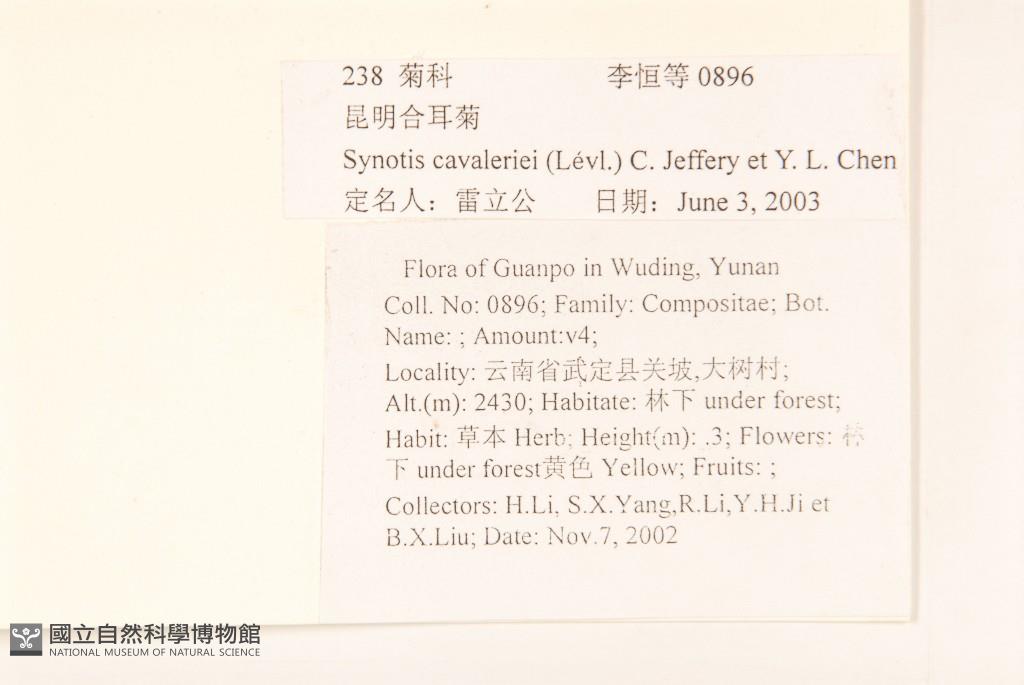 238 菊科 李恒等 0896
昆明合耳菊
Synotis cavaleriei (Lévl.) C. Jeffery et Y. L. Chen
定名人：雷立公 日期：June 3, 2003
Flora of Guanpo in Wuding, Yunan
Coll. No: 0896; Family: Compositae; Bot.
Name: ; Amount:v4;
Locality: 云南省武定县关坡,大树村;
Alt.(m): 2430; Habitate: 林下 under forest;
Habit: 草本 Herb; Height(m): .3; Flowers: 林
下 under forest黄色 Yellow; Fruits: ;
Collectors: H.Li, S.X.Yang,R.Li,Y.H.Ji et
B.X.Liu; Date: Nov.7, 2002
國立自然科學博物館
NATIONAL MUSEUM OF NATURAL SCIENCE